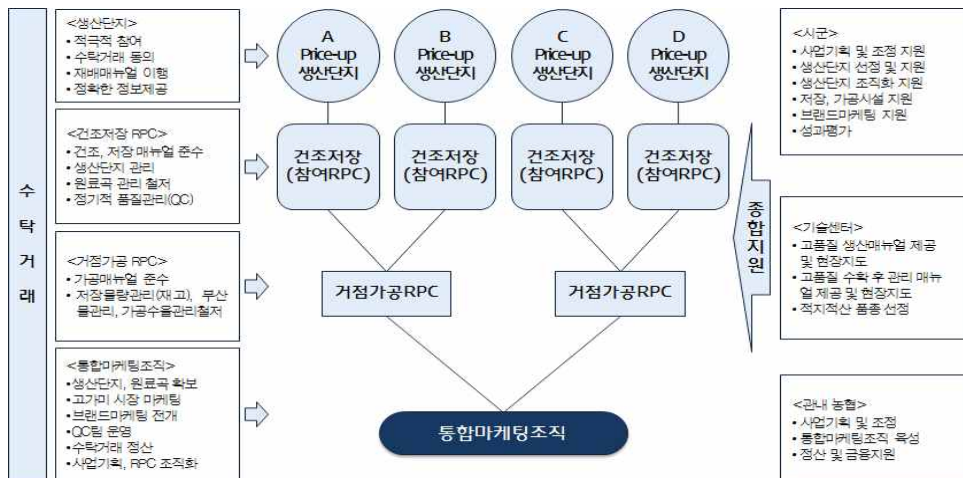 수
탁
거
래
<생산단지>
• 적극적 참여
• 수탁거래 동의
• 재배매뉴얼 이행
• 정확한 정보제공
<건조저장 RPC>
• 건조, 저장 매뉴얼 준수
• 생산단지 관리
• 원료곡 관리 철저
• 정기적 품질관리(QC)
<거점가공 RPC>
• 가공매뉴얼 준수
• 저장물량관리(재고), 부산
물관리, 가공수율관리철저
<통합마케팅조직>
•생산단지, 원료곡 확보
•고가미 시장 마케팅
•브랜드마케팅 전개
•QC팀 운영
•수탁거래 정산
•사업기획, RPC 조직화
A
Price-up
생산단지
B
Price-up
생산단지
C
Price-up
생산단지
D
Price-up
생산단지
건조저장
(참여RPC)
건조저장
(참여RPC)
건조저장
(참여RPC)
건조저장
(참여RPC)
거점가공RPC
거점가공RPC
통합마케팅조직
종
합
지
원
<시군>
• 사업기획 및 조정 지원
• 생산단지 선정 및 지원
• 생산단지 조직화 지원
• 저장, 가공시설 지원
• 브랜드마케팅 지원
• 성과평가
<기술센터>
• 고품질 생산매뉴얼 제공
및 현장지도
• 고품질 수확 후 관리 매뉴
얼 제공 및 현장지도
• 적지적산 품종 선정
<관내 농협>
• 사업기획 및 조정
• 통합마케팅조직 육성
• 정산 및 금융지원